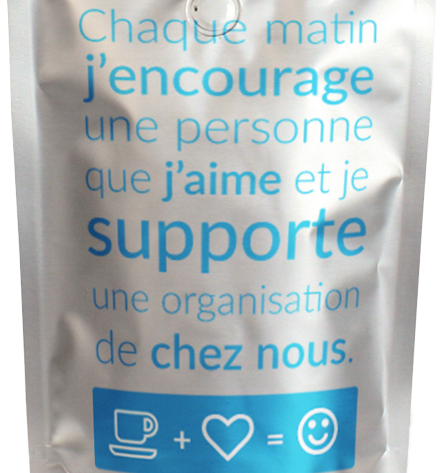 Chaque matin
j'encourage
une personne
que j'aime et je
supporte
une organisation
de chez nous.
+ =